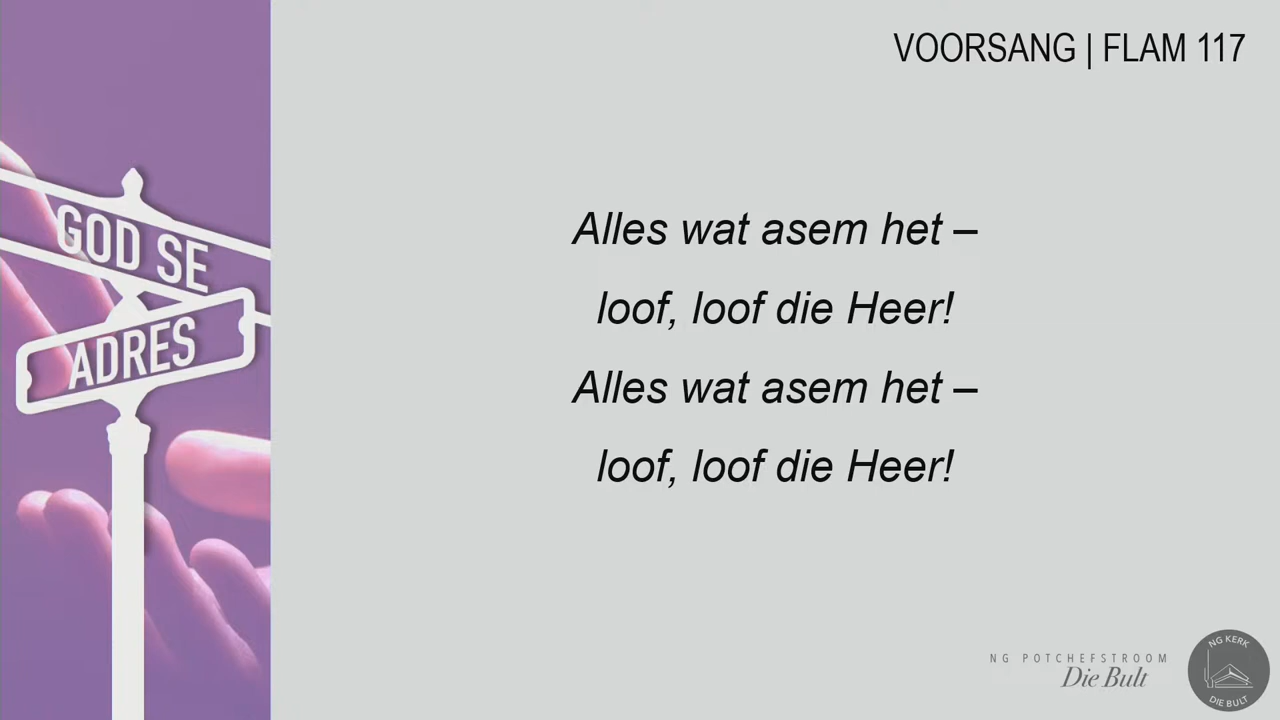 VOORSANG | FLAM 117
GOD SE
ADRES
Alles wat asem het –
loof, loof die Heer!
Alles wat asem het –
loof, loof die Heer!
NG POTCHEFSTROOM
Die Bult
NG KERK
DIE BULT